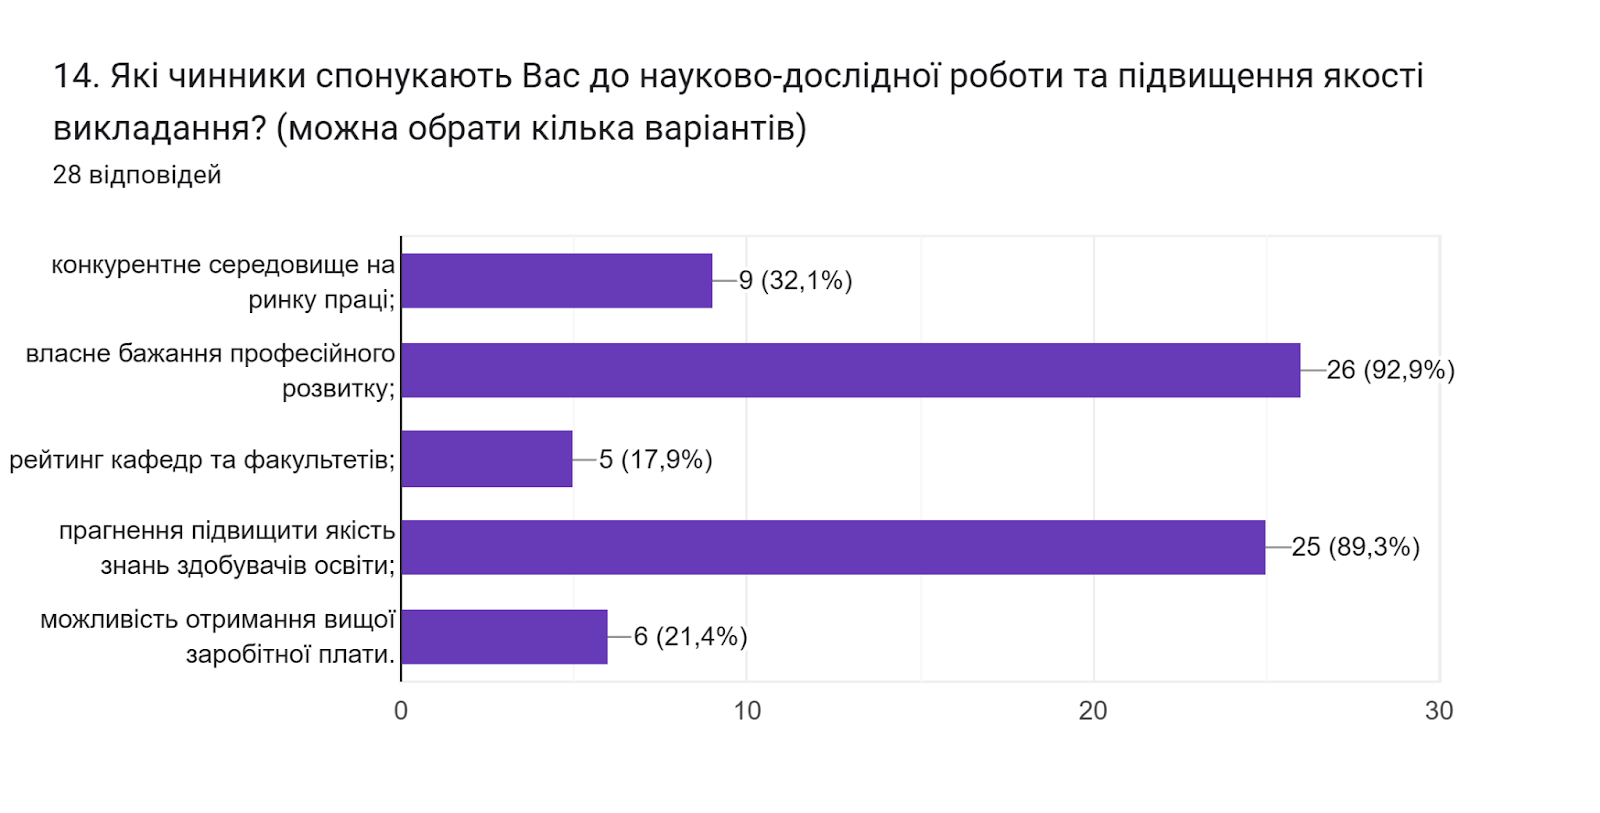 14. Які чинники спонукають Вас до науково-дослідної роботи та підвищення якості
викладання? (можна обрати кілька варіантів)
28 відповідей
конкурентне середовище на
ринку праці;
9 (32,1%)
власне бажання професійного
розвитку;
26 (92,9%)
рейтинг кафедр та факультетів;
5 (17,9%)
прагнення підвищити якість
знань здобувачів освіти;
25 (89,3%)
можливість отримання вищої
заробітної плати.
6 (21,4%)
0 10 20 30